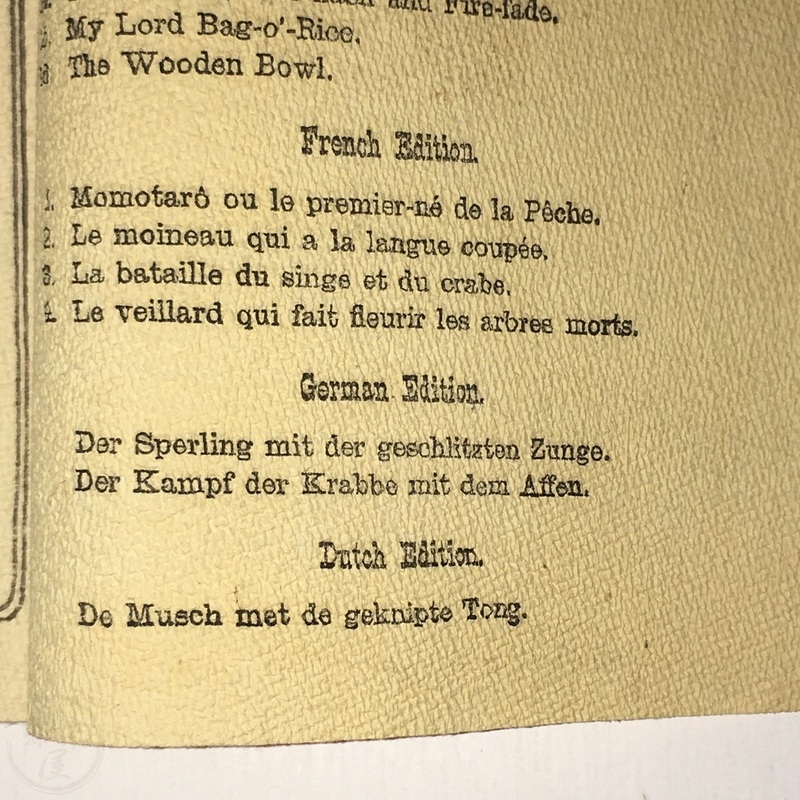 and Fire-fade.
My Lord Bag-o'-Rice.
The Wooden Bowl.
French Edition.
1. Momotarô ou le premier-né de la Pêche.
2. Le moineau qui a la langue coupée.
3. La bataille du singe et du crabe.
4. Le veillard qui fait fleurir les arbres morts.
German Edition.
Der Sperling mit der geschlitzten Zunge.
Der Kampf der Krabbe mit dem Affen.
Dutch Edition.
De Musch met de geknipte Tong.